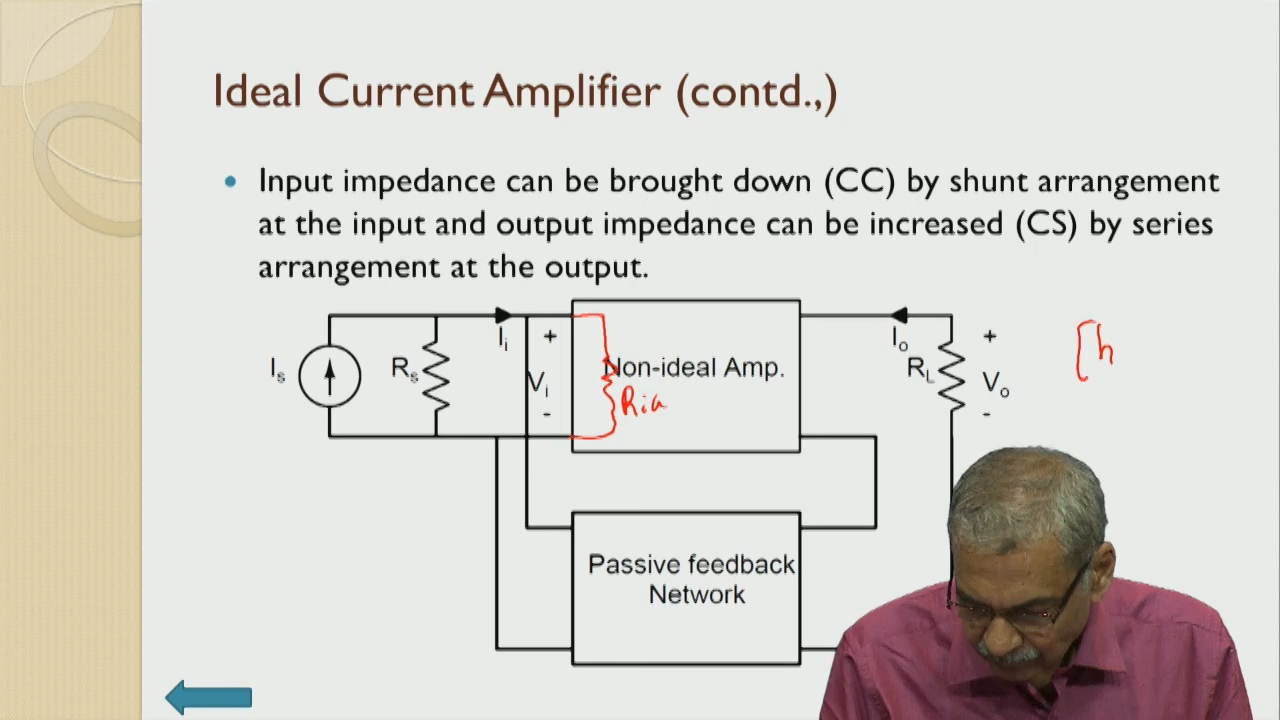 Ideal Current Amplifier (contd.,)
• Input impedance can be brought down (CC) by shunt arrangement
at the input and output impedance can be increased (CS) by series
arrangement at the output.
Is
Rs
Ii
+
Vi
-
Non-ideal Amp.
Ria
Io
RL
+
Vo
-
[h
Passive feedback
Network